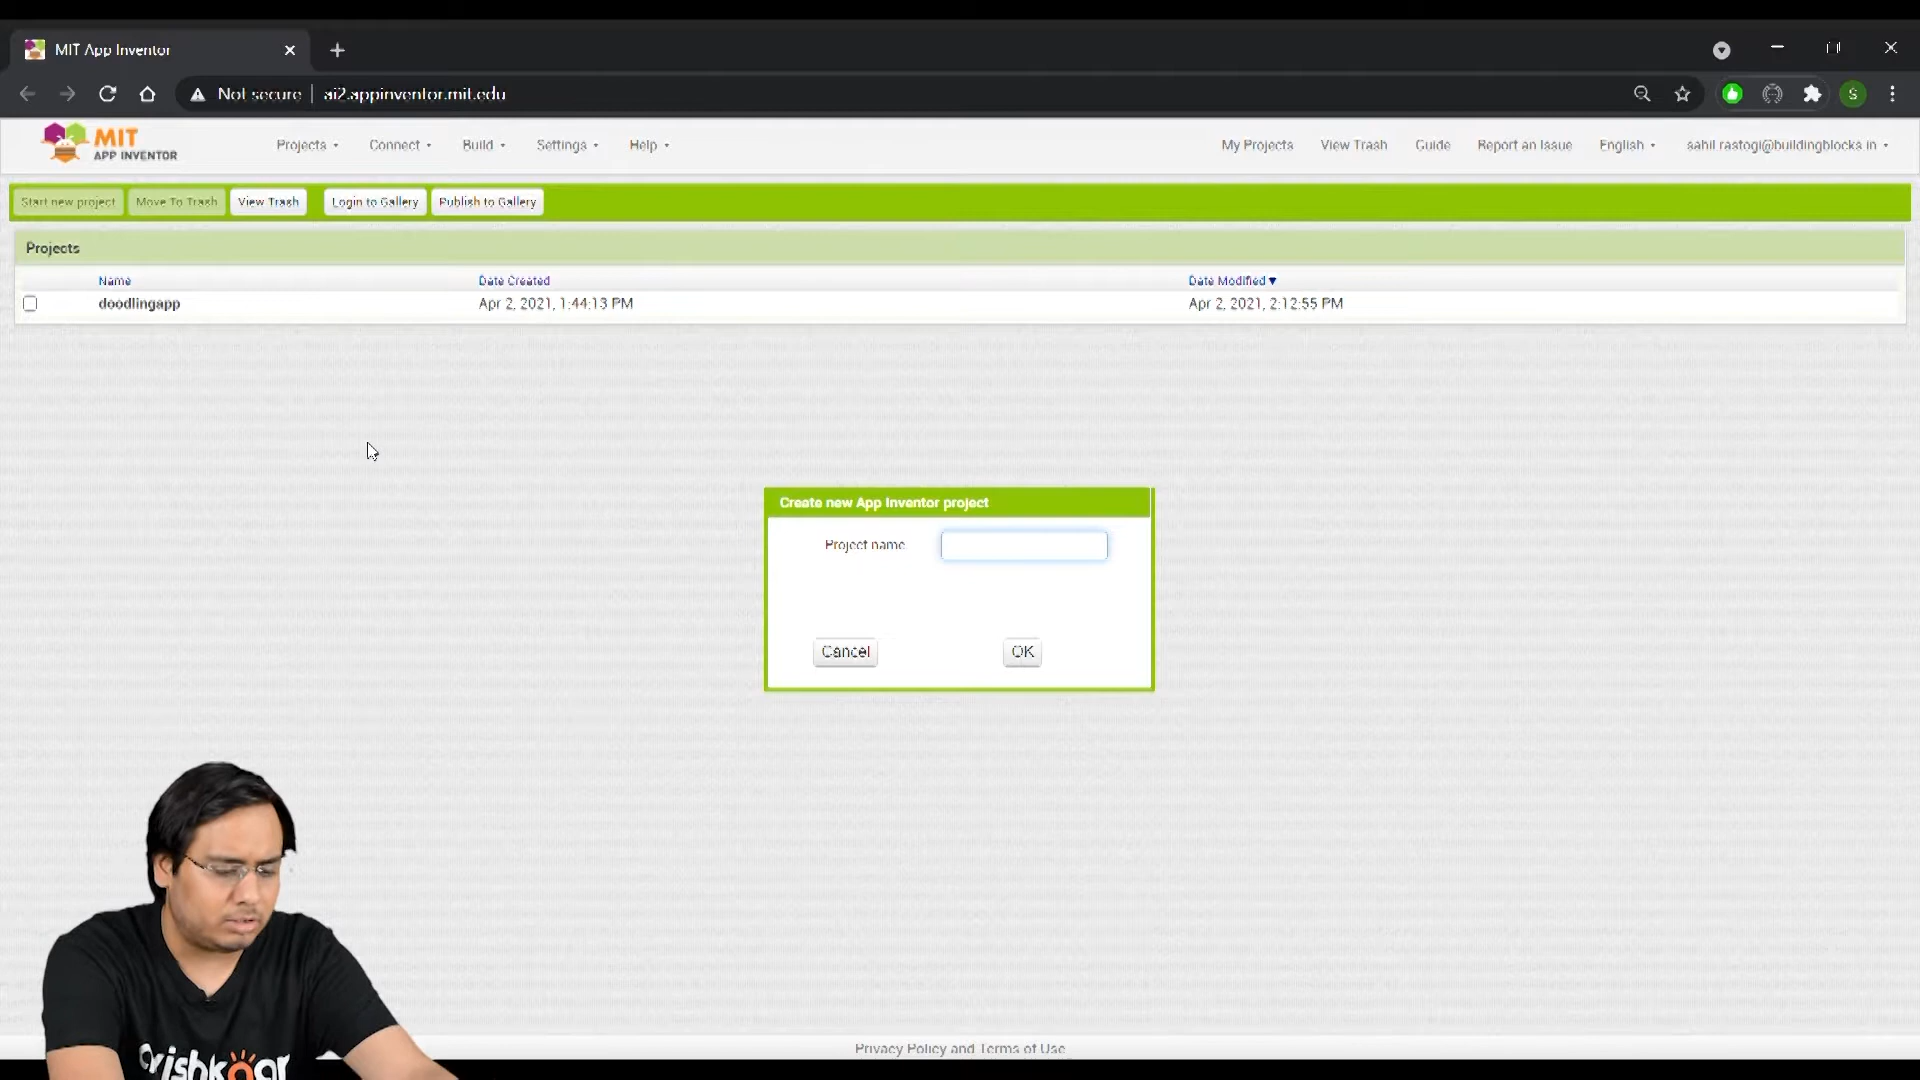 MIT App Inventor
Not secure ai2.appinventor.mit.edu
S
MIT
APP INVENTOR
Projects Connect Build Settings Help My Projects View Trash Guide Report an Issue English sahil.rastogi@buildingblocks.in
Start new project Move To Trash View Trash Login to Gallery Publish to Gallery
Projects
Name Date Created Date Modified
doodlingapp Apr 2, 2021, 1:44:13 PM Apr 2, 2021, 2:12:55 PM
Create new App Inventor project
Project name
Cancel OK
Privacy Policy and Terms of Use